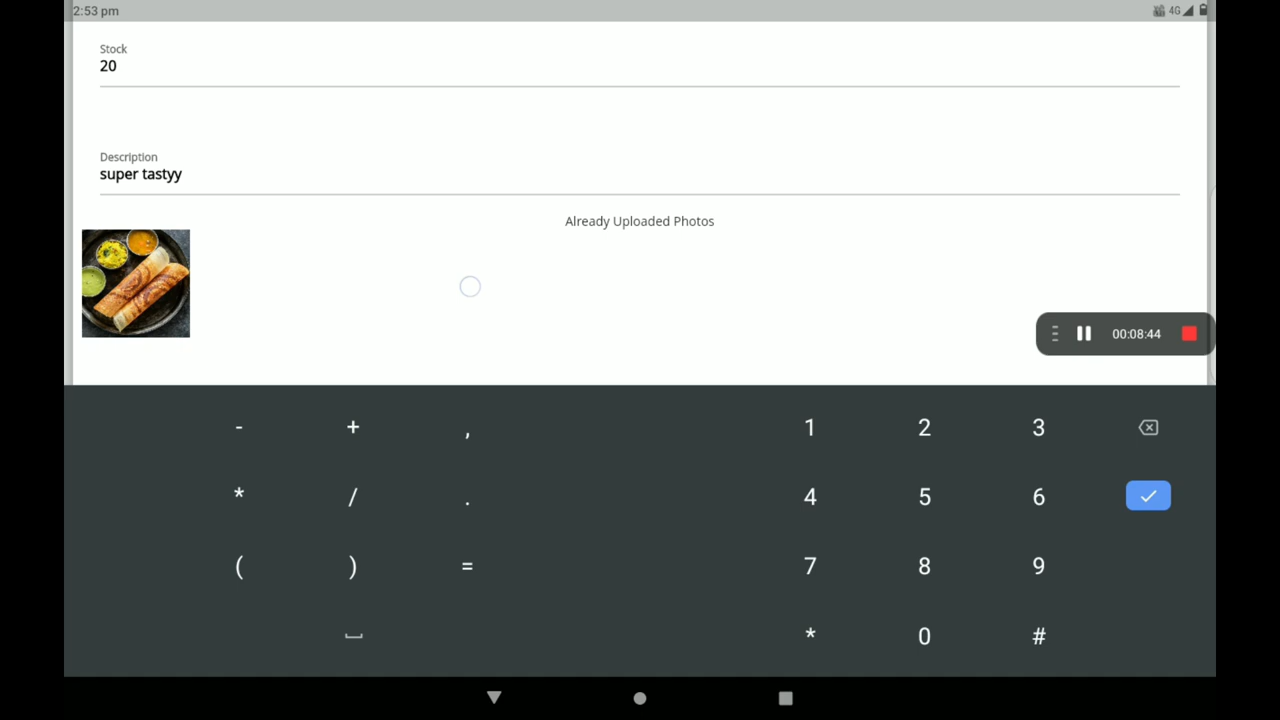 2:53 pm
4G
Stock
20
Description
super tastyy
Already Uploaded Photos
00:08:44
- + , 1 2 3
* / . 4 5 6
( ) = 7 8 9
* 0 #